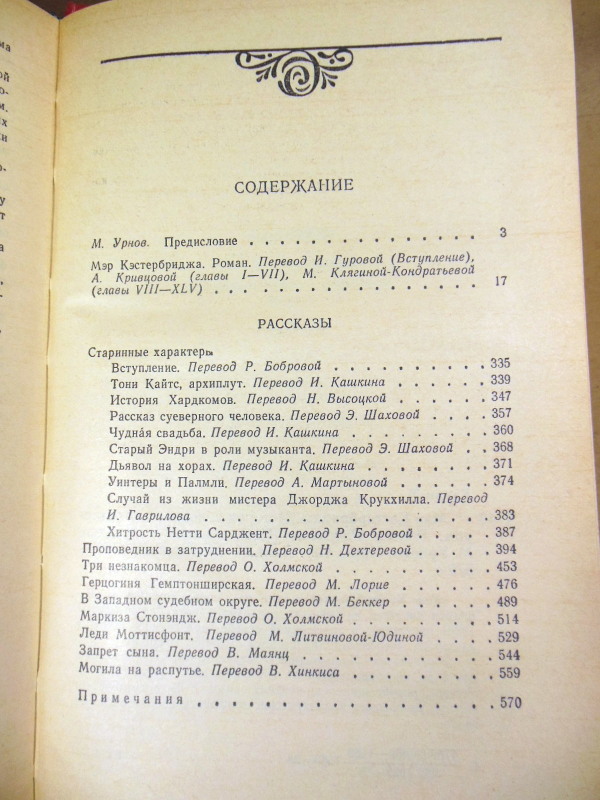 СОДЕРЖАНИЕ
М. Урнов. Предисловие . . . . . . . . . . . . . . . 3
Мэр Кэстербриджа. Роман. Перевод И. Гуровой (Вступление),
А. Кривцовой (главы I—VII), М. Клягиной-Кондратьевой
(главы VIII—XLV) . . . . . . . . . . . . . . . . 17
РАССКАЗЫ
Старинные характеры
Вступление. Перевод Р. Бобровой . . . . . . . . . . 335
Тони Кайтс, архиплут. Перевод И. Кашкина . . . . . . 339
История Хардкомов. Перевод Н. Высоцкой . . . . . . . 347
Рассказ суеверного человека. Перевод Э. Шаховой . . . . 357
Чудна́я свадьба. Перевод И. Кашкина . . . . . . . . 360
Старый Эндри в роли музыканта. Перевод Э. Шаховой . . 368
Дьявол на хорах. Перевод И. Кашкина . . . . . . . . 371
Уинтеры и Палмли. Перевод А. Мартыновой . . . . . . 374
Случай из жизни мистера Джорджа Крукхилла. Перевод
И. Гаврилова . . . . . . . . . . . . . . . . 383
Хитрость Нетти Сарджент. Перевод Р. Бобровой . . . . . 387
Проповедник в затруднении. Перевод Н. Дехтеревой . . . . 394
Три незнакомца. Перевод О. Холмской . . . . . . . . . 453
Герцогиня Гемптонширская. Перевод М. Лорие . . . . . . 476
В Западном судебном округе. Перевод М. Беккер . . . . . 489
Маркиза Стонэндж. Перевод О. Холмской . . . . . . . . 514
Леди Моттисфонт. Перевод М. Литвиновой-Юдиной . . . . 529
Запрет сына. Перевод В. Маянц . . . . . . . . . . . 544
Могила на распутье. Перевод В. Хинкиса . . . . . . . . 559
Примечания . . . . . . . . . . . . . . . . . . 570